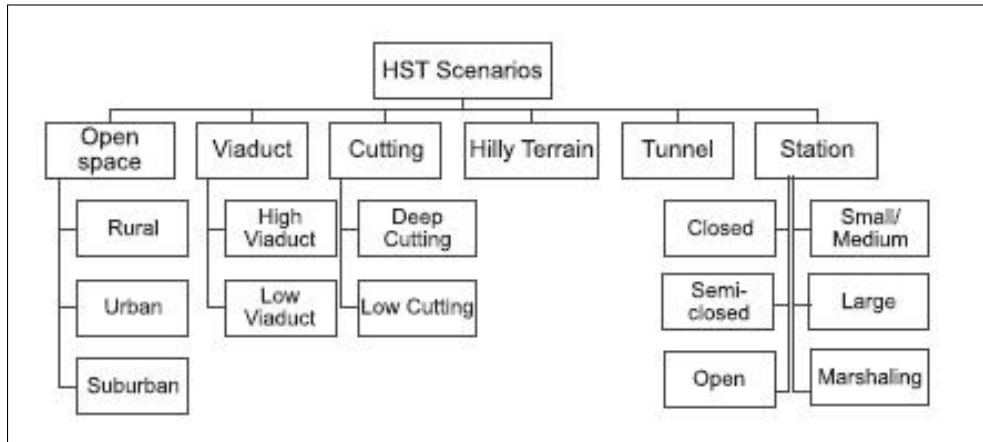 HST Scenarios
Open
space
Viaduct
Cutting
Hilly Terrain
Tunnel
Station
Rural
Urban
Suburban
High
Viaduct
Low
Viaduct
Deep
Cutting
Low Cutting
Closed
Semi-
closed
Open
Small/
Medium
Large
Marshaling